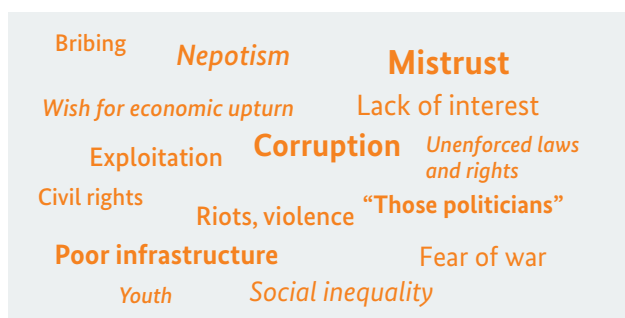 Bribing
Nepotism
Mistrust
Wish for economic upturn
Lack of interest
Exploitation
Corruption
Unenforced laws
and rights
Civil rights
Riots, violence
“Those politicians”
Poor infrastructure
Fear of war
Youth
Social inequality